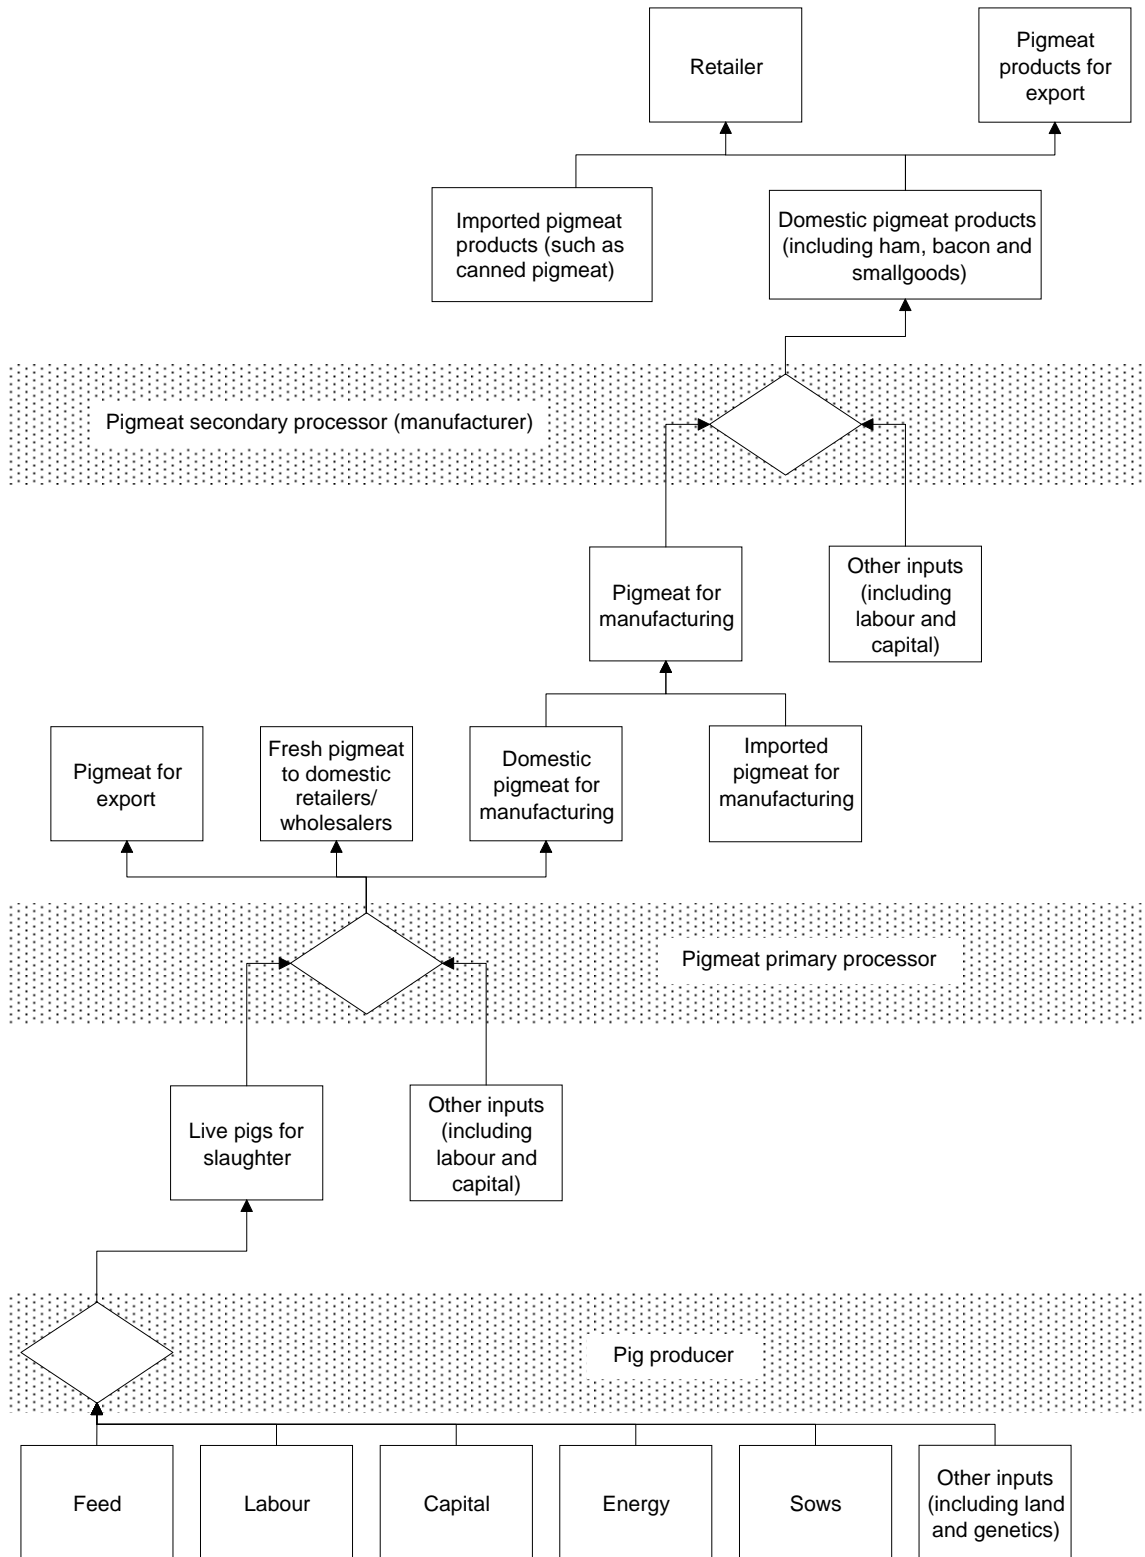 Retailer
Pigmeat
products for
export
Imported pigmeat
products (such as
canned pigmeat)
Domestic pigmeat products
(including ham, bacon and
smallgoods)
Pigmeat secondary processor (manufacturer)
Pigmeat for
manufacturing
Other inputs
(including
labour and
capital)
Pigmeat for
export
Fresh pigmeat
to domestic
retailers/
wholesalers
Domestic
pigmeat for
manufacturing
Imported
pigmeat for
manufacturing
Pigmeat primary processor
Live pigs for
slaughter
Other inputs
(including
labour and
capital)
Pig producer
Feed
Labour
Capital
Energy
Sows
Other inputs
(including land
and genetics)